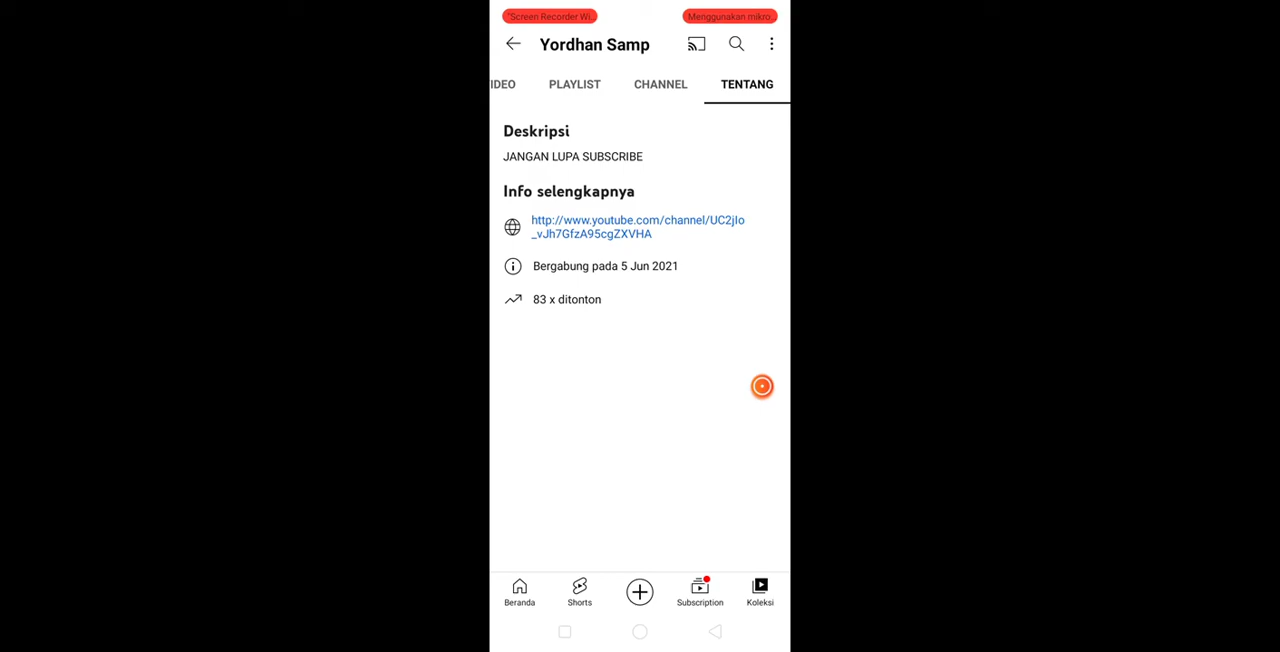 "Screen Recorder Wi..
Menggunakan mikro
Yordhan Samp
IDEO
PLAYLIST
CHANNEL
TENTANG
Deskripsi
JANGAN LUPA SUBSCRIBE
Info selengkapnya
http://www.youtube.com/channel/UC2jIo
_vJh7GfzA95cgZXVHA
Bergabung pada 5 Jun 2021
83 x ditonton
Beranda
Shorts
Subscription
Koleksi